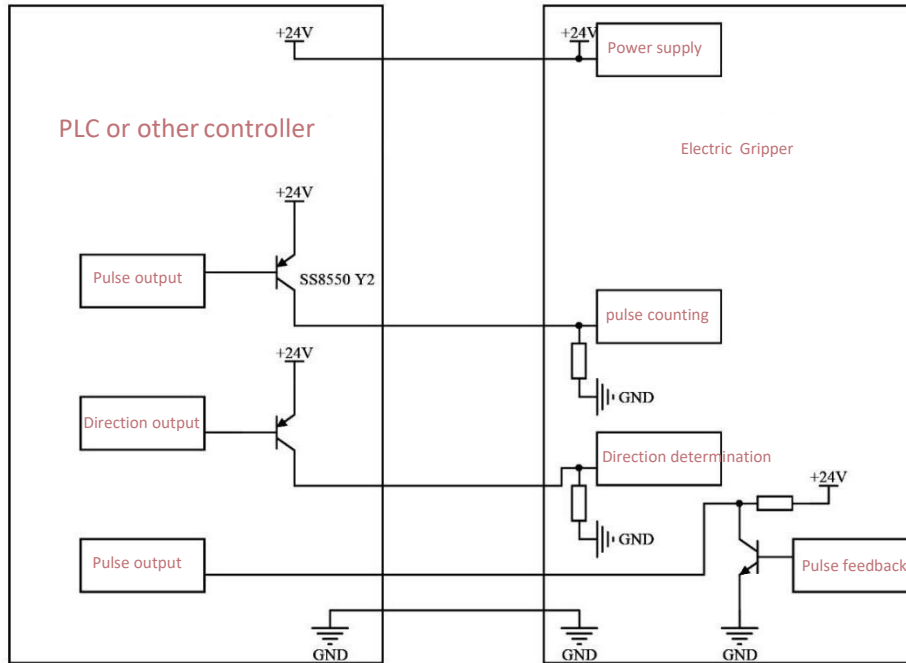 +24V
+24V
Power supply
PLC or other controller
Electric Gripper
+24V
Pulse output
SS8550 Y2
pulse counting
+24V
GND
Direction output
Direction determination
+24V
GND
Pulse output
Pulse feedback
GND
GND
GND